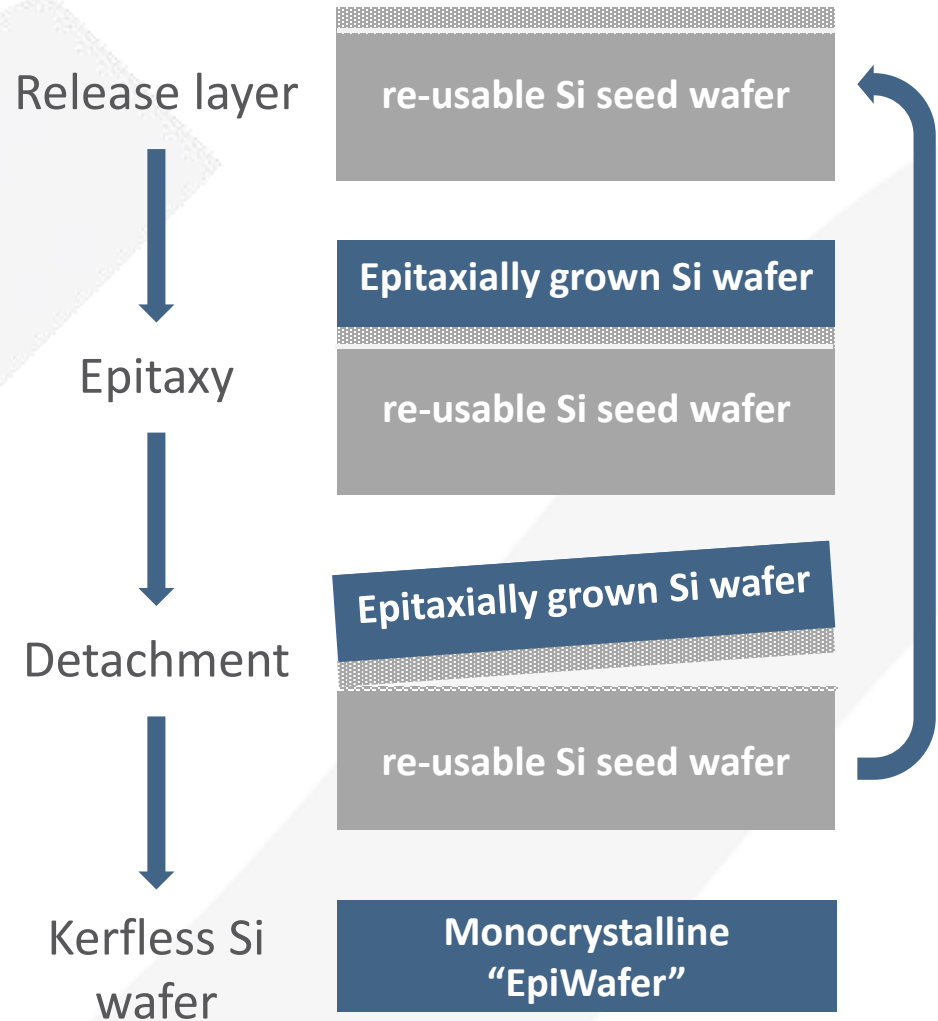 Release layer
re-usable Si seed wafer
Epitaxially grown Si wafer
Epitaxy
re-usable Si seed wafer
Epitaxially grown Si wafer
Detachment
re-usable Si seed wafer
Kerfless Si
wafer
Monocrystalline
“EpiWafer”